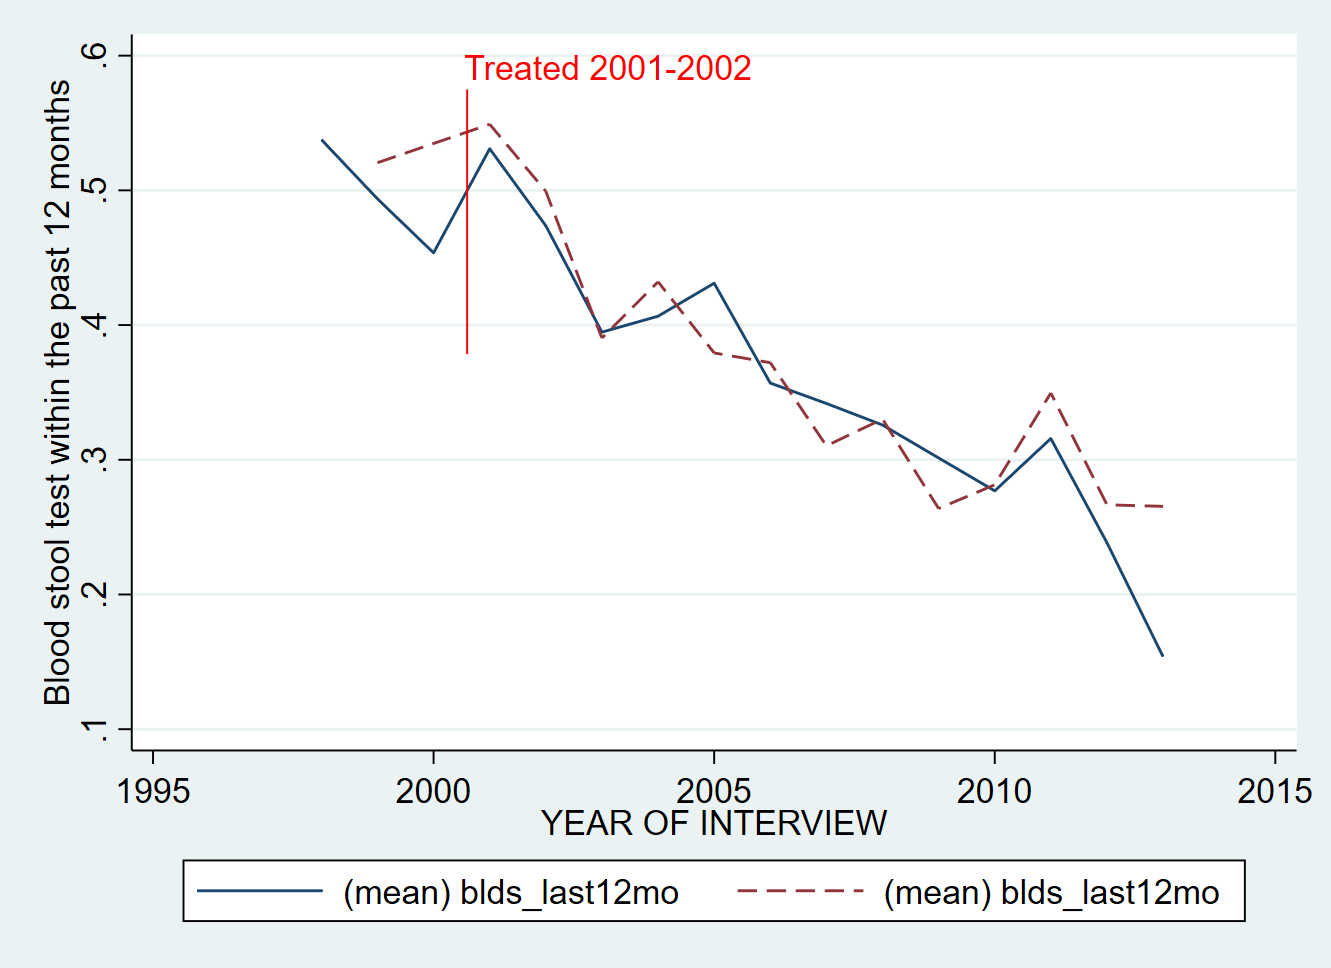 Treated 2001-2002
Blood stool test within the past 12 months
.6
.5
.4
.3
.2
.1
1995 2000 2005 2010 2015
YEAR OF INTERVIEW
(mean) blds_last12mo (mean) blds_last12mo